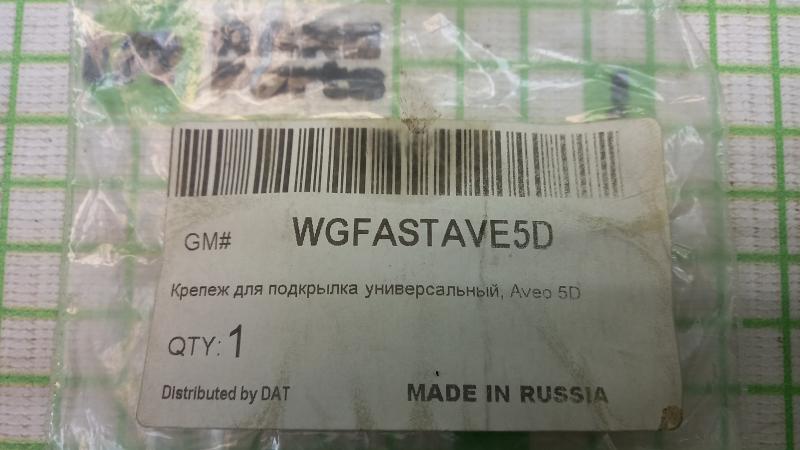 GM# WGFASTAVE5D
Крепеж для подкрылка универсальный, Aveo 5D
QTY: 1
Distributed by DAT MADE IN RUSSIA